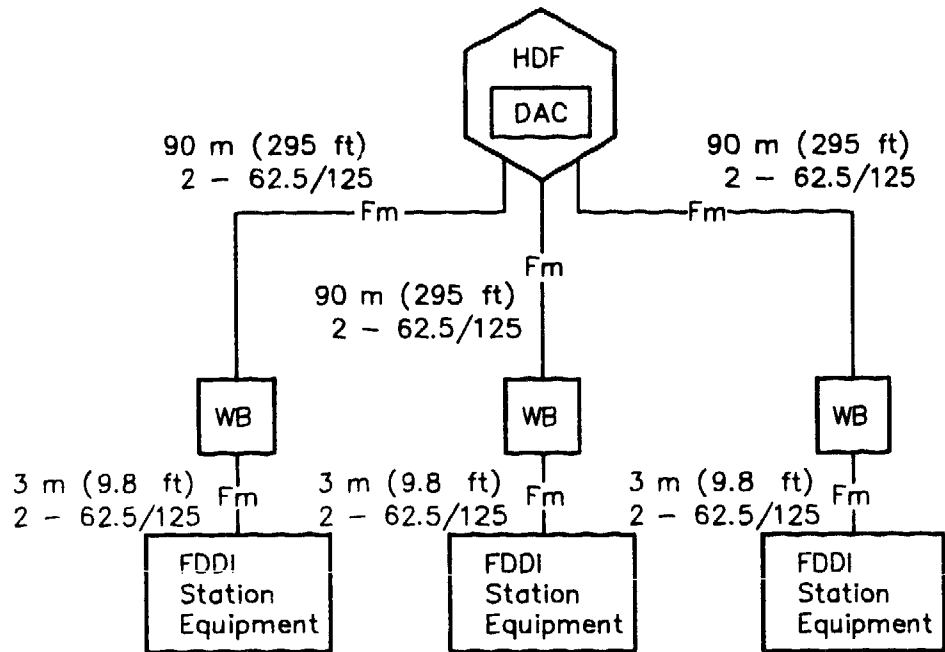 HDF
DAC
90 m (295 ft)
2 - 62.5/125
Fm
90 m (295 ft)
2 - 62.5/125
Fm
90 m (295 ft)
2 - 62.5/125
Fm
WB
WB
WB
3 m (9.8 ft)
2 - 62.5/125
Fm
3 m (9.8 ft)
2 - 62.5/125
Fm
3 m (9.8 ft)
2 - 62.5/125
Fm
FDDI
Station
Equipment
FDDI
Station
Equipment
FDDI
Station
Equipment